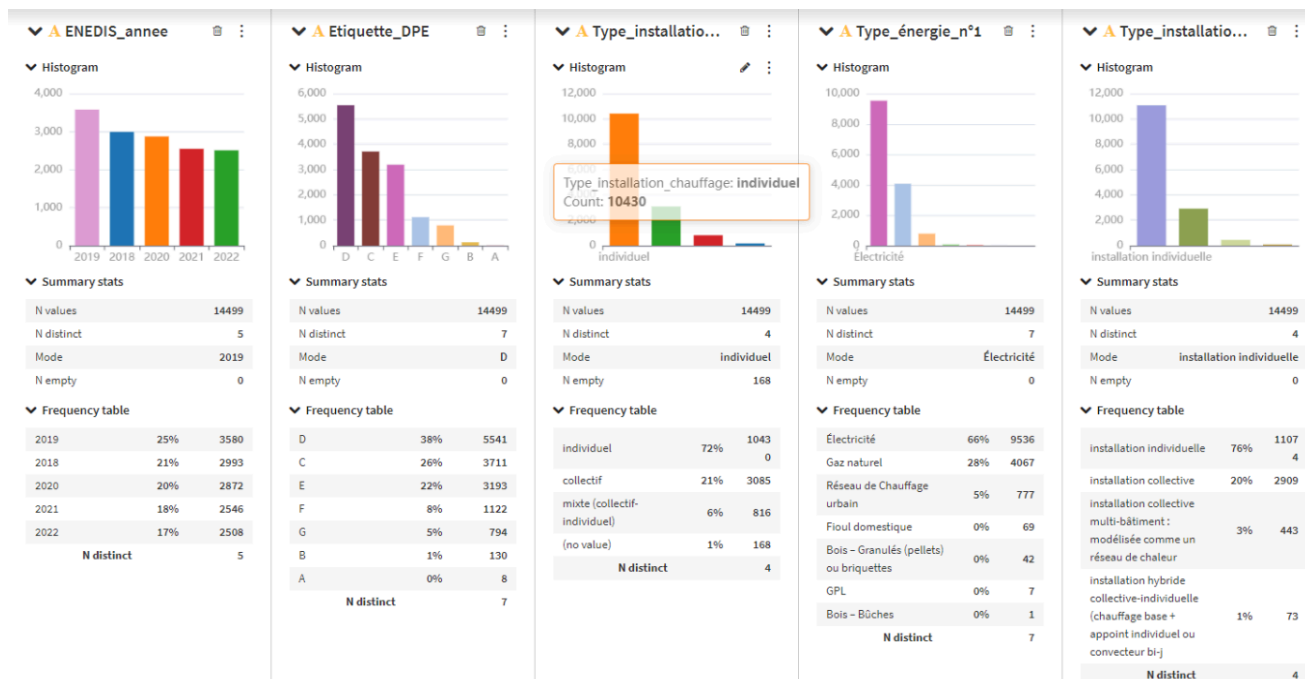 ENEDIS_annee
Histogram
4,000
3,000
2,000
1,000
0
2019 2018 2020 2021 2022
Summary stats
N values 14499
N distinct 5
Mode 2019
N empty 0
Frequency table
2019 25% 3580
2018 21% 2993
2020 20% 2872
2021 18% 2546
2022 17% 2508
N distinct 5
A Etiquette_DPE
Histogram
6,000
5,000
4,000
3,000
2,000
1,000
0
D C E F G B A
Summary stats
N values 14499
N distinct 7
Mode D
N empty 0
Frequency table
D 38% 5541
C 26% 3711
E 22% 3193
F 8% 1122
G 5% 794
B 1% 130
A 0% 8
N distinct 7
A Type_installatio...
Histogram
12,000
10,000
8,000
Type_installation_chauffage: individuel
Count: 10430
2,000
0
individuel
Summary stats
N values 14499
N distinct 4
Mode individuel
N empty 168
Frequency table
individuel 72% 1043
0
collectif 21% 3085
mixte (collectif-
individuel) 6% 816
(no value) 1% 168
N distinct 4
A Type_énergie_n°1
Histogram
10,000
8,000
6,000
4,000
2,000
0
Électricité
Summary stats
N values 14499
N distinct 7
Mode Électricité
N empty 0
Frequency table
Électricité 66% 9536
Gaz naturel 28% 4067
Réseau de Chauffage
urbain 5% 777
Fioul domestique 0% 69
Bois – Granulés (pellets)
ou briquettes 0% 42
GPL 0% 7
Bois – Bûches 0% 1
N distinct 7
A Type_installatio...
Histogram
12,000
10,000
8,000
6,000
4,000
2,000
0
installation individuelle
Summary stats
N values 14499
N distinct 4
Mode installation individuelle
N empty 0
Frequency table
installation individuelle 76% 1107
4
installation collective 20% 2909
installation collective
multi-bâtiment :
modélisée comme un 3% 443
réseau de chaleur
installation hybride
collective-individuelle
(chauffage base + 1% 73
appoint individuel ou
convecteur bi-j
N distinct 4